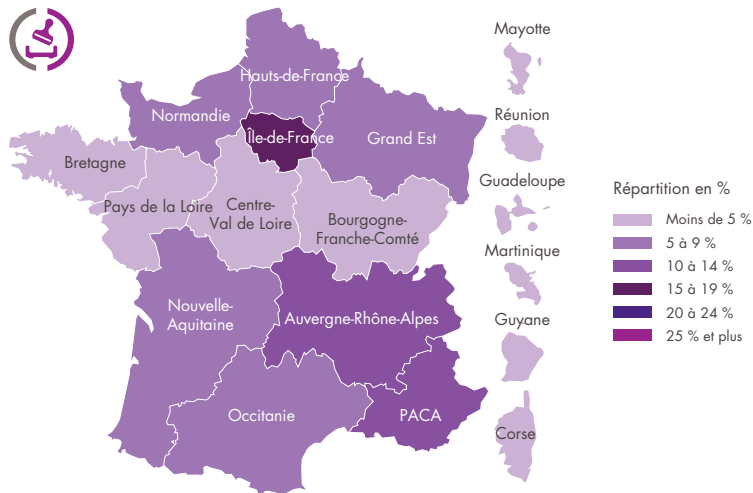 Mayotte
Hauts-de-France
Normandie
Réunion
Île-de-France
Grand Est
Bretagne
Guadeloupe
Répartition en %
Pays de la Loire
Centre-
Val de Loire
Bourgogne-
Franche-Comté
Moins de 5 %
5 à 9 %
Martinique
10 à 14 %
15 à 19 %
Nouvelle-
Aquitaine
Auvergne-Rhône-Alpes
Guyane
20 à 24 %
25 % et plus
Occitanie
PACA
Corse